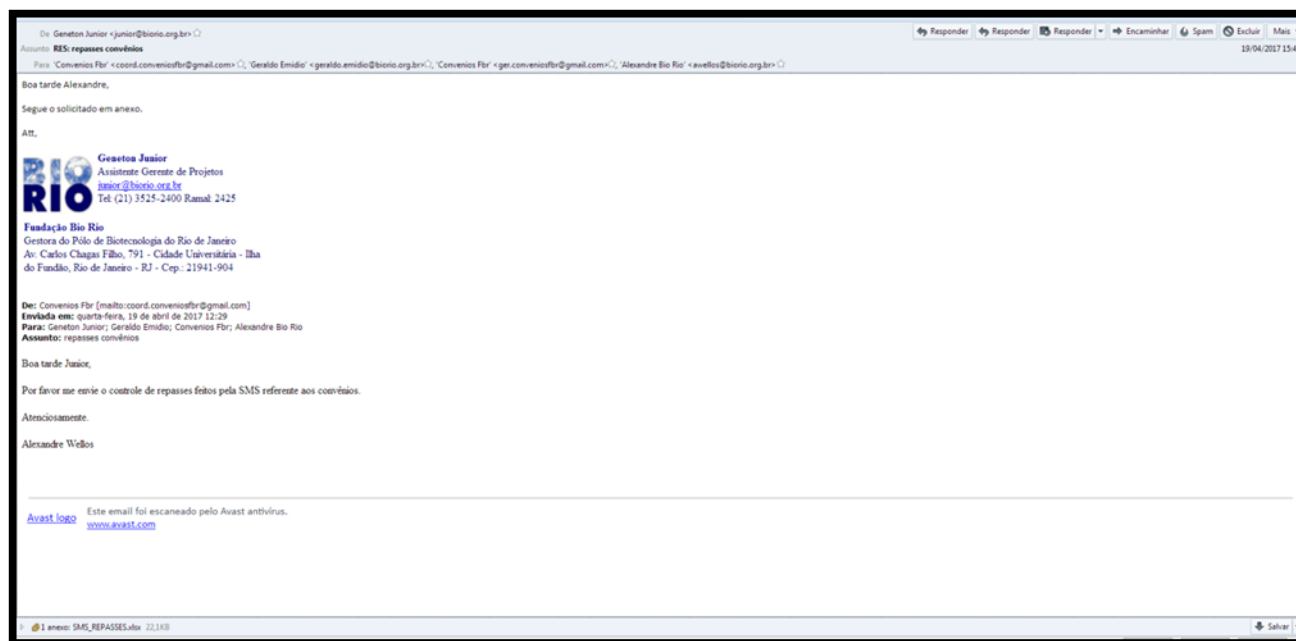 De Geneton Junior <junior@biorio.org.br>
Responder Responder Responder Encaminhar Spam Excluir Mais
Assunto RES: repasses convênios
19/04/2017 15:4
Para 'Convenios Fbr' <coord.conveniosfbr@gmail.com>, 'Geraldo Emidio' <geraldo.emidio@biorio.org.br>, 'Convenios Fbr' <ger.conveniosfbr@gmail.com>, 'Alexandre Bio Rio' <awellos@biorio.org.br>
Boa tarde Alexandre,
Segue o solicitado em anexo.
Att,
BIO RIO
Geneton Junior
Assistente Gerente de Projetos
junior@biorio.org.br
Tel: (21) 3525-2400 Ramal: 2425
Fundação Bio Rio
Gestora do Pólo de Biotecnologia do Rio de Janeiro
Av. Carlos Chagas Filho, 791 - Cidade Universitária - Ilha
do Fundão, Rio de Janeiro - RJ - Cep.: 21941-904
De: Convenios Fbr [mailto:coord.conveniosfbr@gmail.com]
Enviada em: quarta-feira, 19 de abril de 2017 12:29
Para: Geneton Junior; Geraldo Emidio; Convenios Fbr; Alexandre Bio Rio
Assunto: repasses convênios
Boa tarde Junior,
Por favor me envie o controle de repasses feitos pela SMS referente aos convênios.
Atenciosamente.
Alexandre Wellos
Avast logo
Este email foi escaneado pelo Avast antivírus.
www.avast.com
1 anexo: SMS_REPASSES.xlsx 22,1KB
Salvar